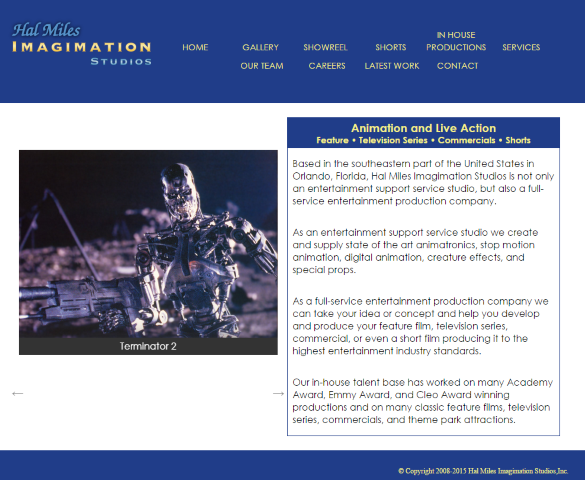 Hal Miles
IMAGIMATION
STUDIOS
HOME
GALLERY
SHOWREEL
SHORTS
IN HOUSE
PRODUCTIONS
SERVICES
OUR TEAM
CAREERS
LATEST WORK
CONTACT
Animation and Live Action
Feature • Television Series • Commercials • Shorts
Based in the southeastern part of the United States in
Orlando, Florida, Hal Miles Imagination Studios is not only
an entertainment support service studio, but also a full-
service entertainment production company.
As an entertainment support service studio we create
and supply state of the art animatronics, stop motion
animation, digital animation, creature effects, and
special props.
As a full-service entertainment production company we
can take your idea or concept and help you develop
and produce your feature film, television series,
commercial, or even a short film producing it to the
highest entertainment industry standards.
Our in-house talent base has worked on many Academy
Award, Emmy Award, and Cleo Award winning
productions and on many classic feature films, television
series, commercials, and theme park attractions.
Terminator 2
← →
© Copyright 2008-2015 Hal Miles Imagination Studios,Inc.